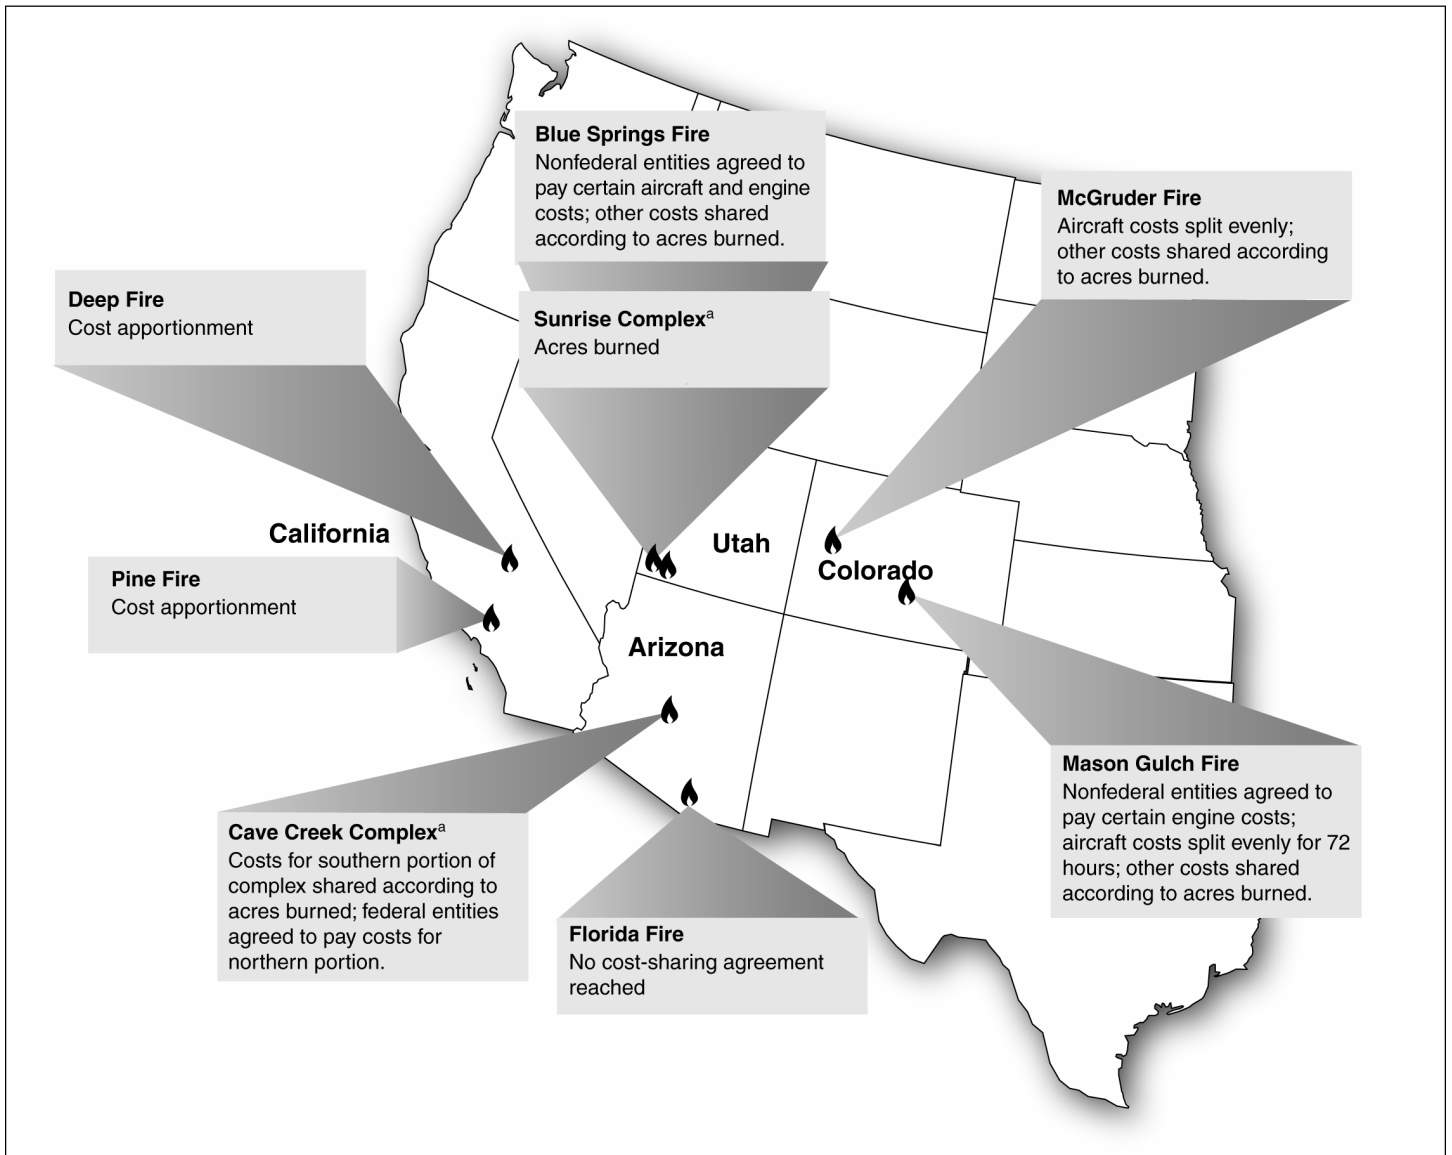 Blue Springs Fire
Nonfederal entities agreed to
pay certain aircraft and engine
costs; other costs shared
according to acres burned.
McGruder Fire
Aircraft costs split evenly;
other costs shared according
to acres burned.
Deep Fire
Cost apportionment
Sunrise Complexa
Acres burned
California
Utah
Colorado
Pine Fire
Cost apportionment
Arizona
Mason Gulch Fire
Nonfederal entities agreed to
pay certain engine costs;
aircraft costs split evenly for 72
hours; other costs shared
according to acres burned.
Cave Creek Complexa
Costs for southern portion of
complex shared according to
acres burned; federal entities
agreed to pay costs for
northern portion.
Florida Fire
No cost-sharing agreement
reached